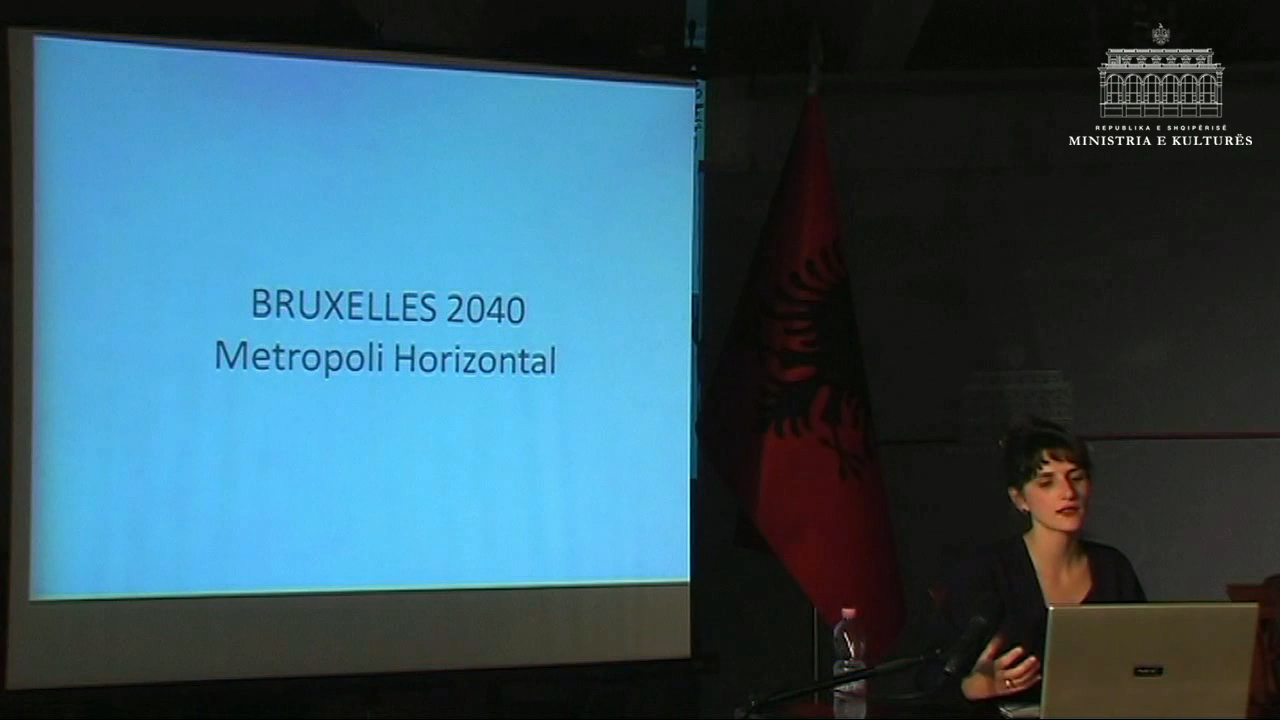 BRUXELLES 2040
Metropoli Horizontal
REPUBLIKA E SHQIPËRISË
MINISTRIA E KULTURËS